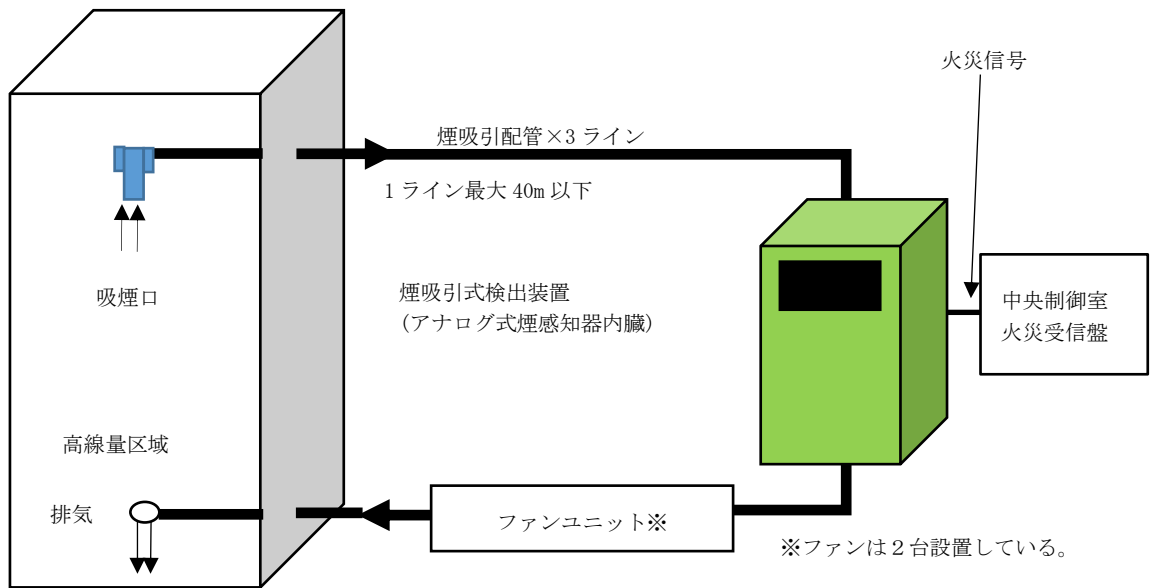 火災信号
煙吸引配管×3 ライン
1 ライン最大 40m 以下
吸煙口
煙吸引式検出装置
(アナログ式煙感知器内臓)
中央制御室
火災受信盤
高線量区域
排気
ファンユニット※
※ファンは２台設置している。